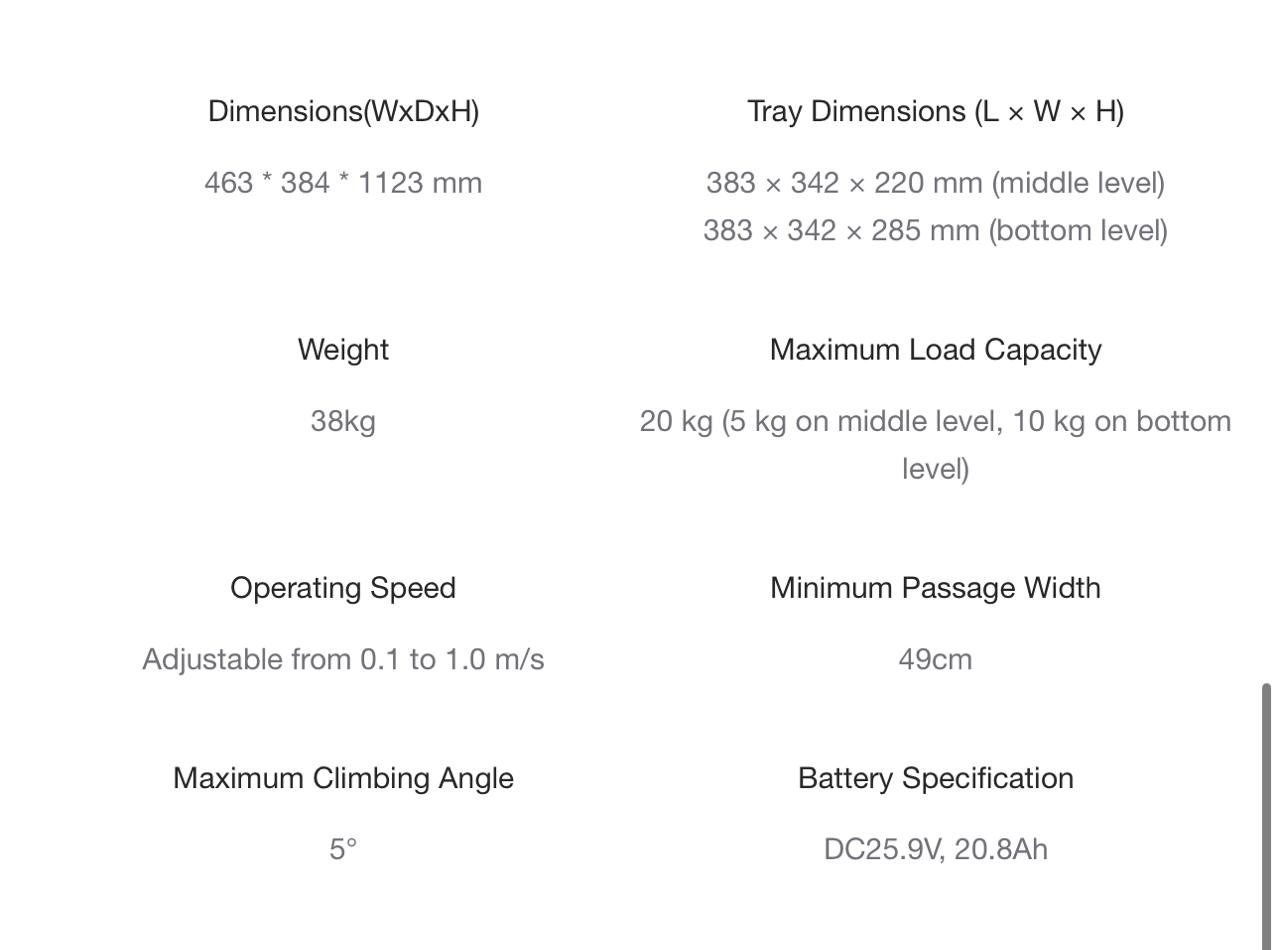 Dimensions(WxDxH)
463 * 384 * 1123 mm
Tray Dimensions (L × W × H)
383 × 342 × 220 mm (middle level)
383 × 342 × 285 mm (bottom level)
Weight
38kg
Maximum Load Capacity
20 kg (5 kg on middle level, 10 kg on bottom
level)
Operating Speed
Adjustable from 0.1 to 1.0 m/s
Minimum Passage Width
49cm
Maximum Climbing Angle
5°
Battery Specification
DC25.9V, 20.8Ah